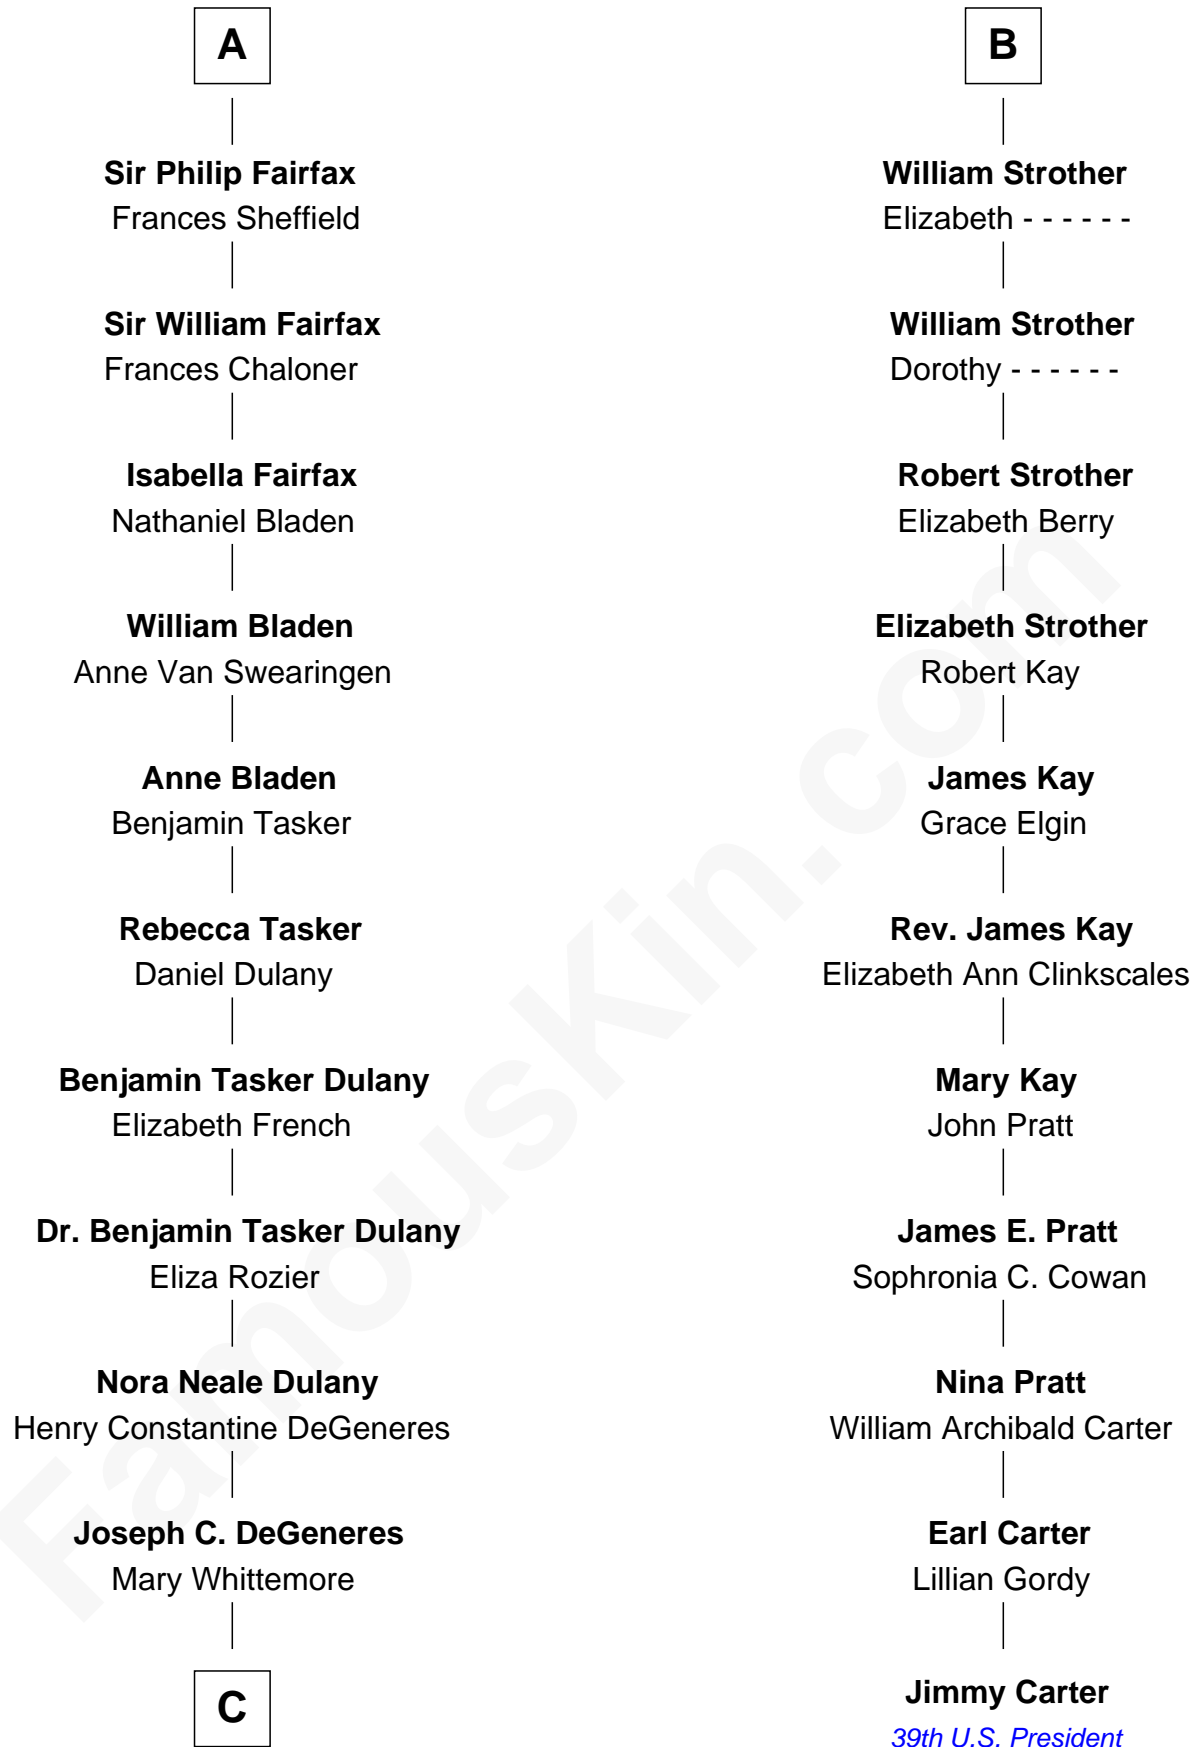 A
Sir Philip Fairfax
Frances Sheffield
Sir William Fairfax
Frances Chaloner
Isabella Fairfax
Nathaniel Bladen
William Bladen
Anne Van Swearingen
Anne Bladen
Benjamin Tasker
Rebecca Tasker
Daniel Dulany
Benjamin Tasker Dulany
Elizabeth French
Dr. Benjamin Tasker Dulany
Eliza Rozier
Nora Neale Dulany
Henry Constantine DeGeneres
Joseph C. DeGeneres
Mary Whittemore
C
B
William Strother
Elizabeth - - - - - -
William Strother
Dorothy - - - - - -
Robert Strother
Elizabeth Berry
Elizabeth Strother
Robert Kay
James Kay
Grace Elgin
Rev. James Kay
Elizabeth Ann Clinkscales
Mary Kay
John Pratt
James E. Pratt
Sophronia C. Cowan
Nina Pratt
William Archibald Carter
Earl Carter
Lillian Gordy
Jimmy Carter
39th U.S. President
FamousKin.com